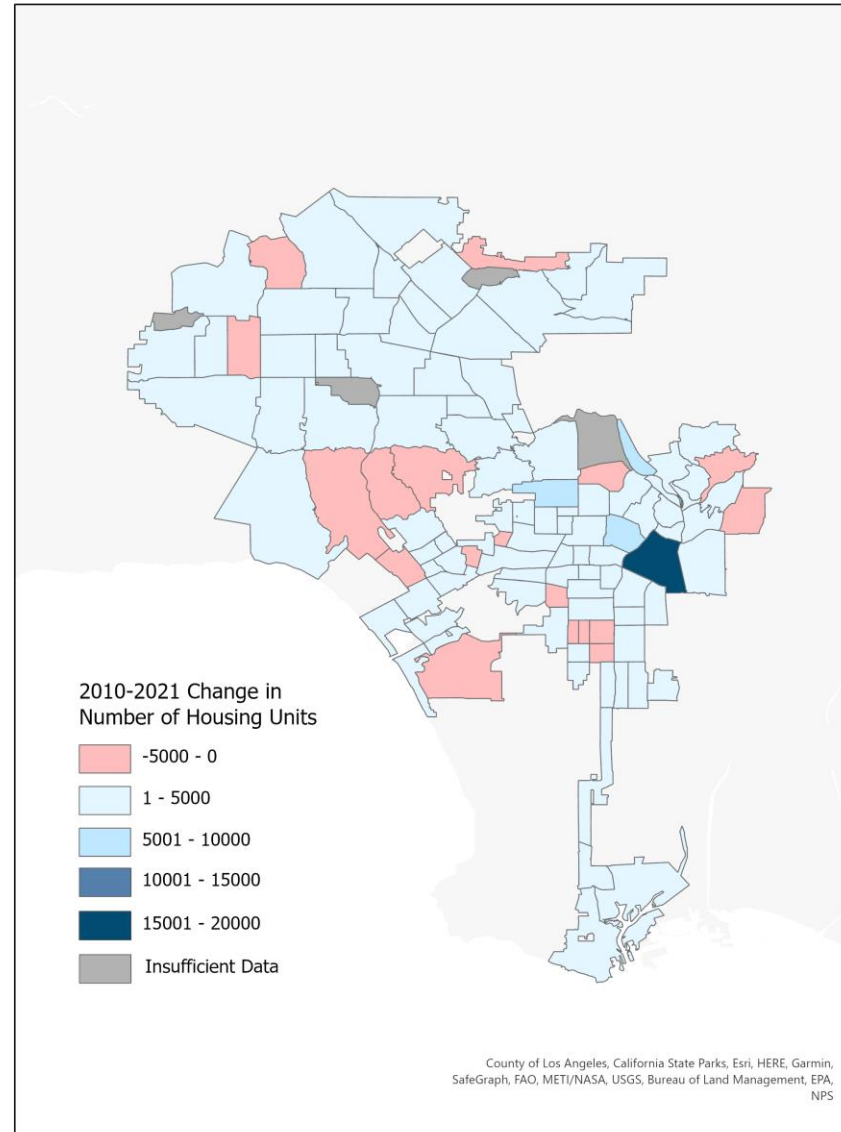 2010-2021 Change in
Number of Housing Units
-5000 - 0
1 - 5000
5001 - 10000
10001 - 15000
15001 - 20000
Insufficient Data
County of Los Angeles, California State Parks, Esri, HERE, Garmin,
SafeGraph, FAO, METI/NASA, USGS, Bureau of Land Management, EPA,
NPS